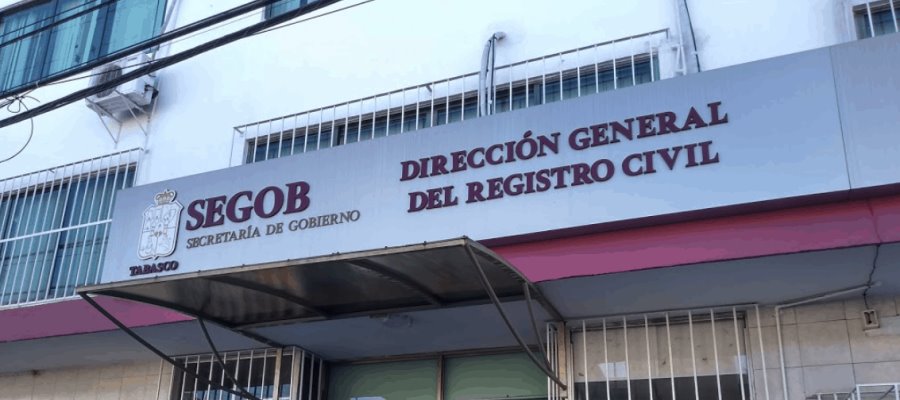 TABASCO
SEGOB
SECRETARÍA DE GOBIERNO
DIRECCIÓN GENERAL
DEL REGISTRO CIVIL